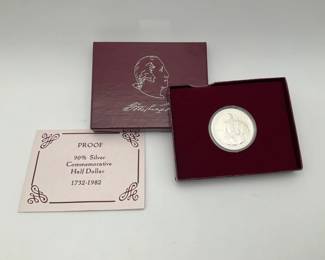 PROOF
90% Silver
Commemorative
Half Dollar
1732-1982